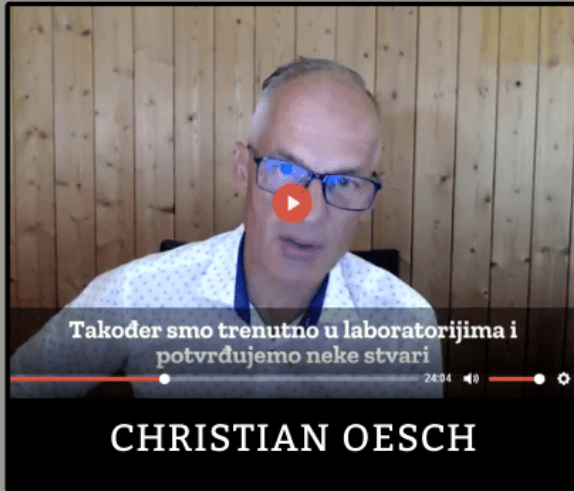 Također smo trenutno u laboratorijima i
potvrđujemo neke stvari
24:04
CHRISTIAN OESCH